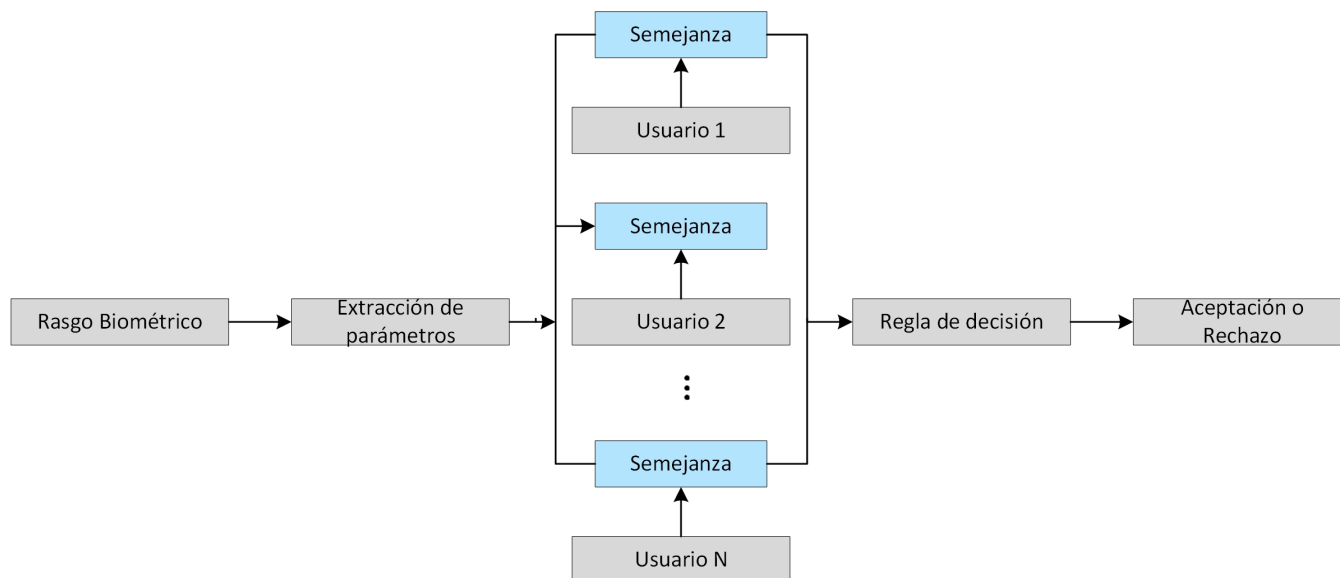 Semejanza
Usuario 1
Semejanza
Rasgo Biométrico
Extracción de
parámetros
Usuario 2
Regla de decisión
Aceptación o
Rechazo
Semejanza
Usuario N